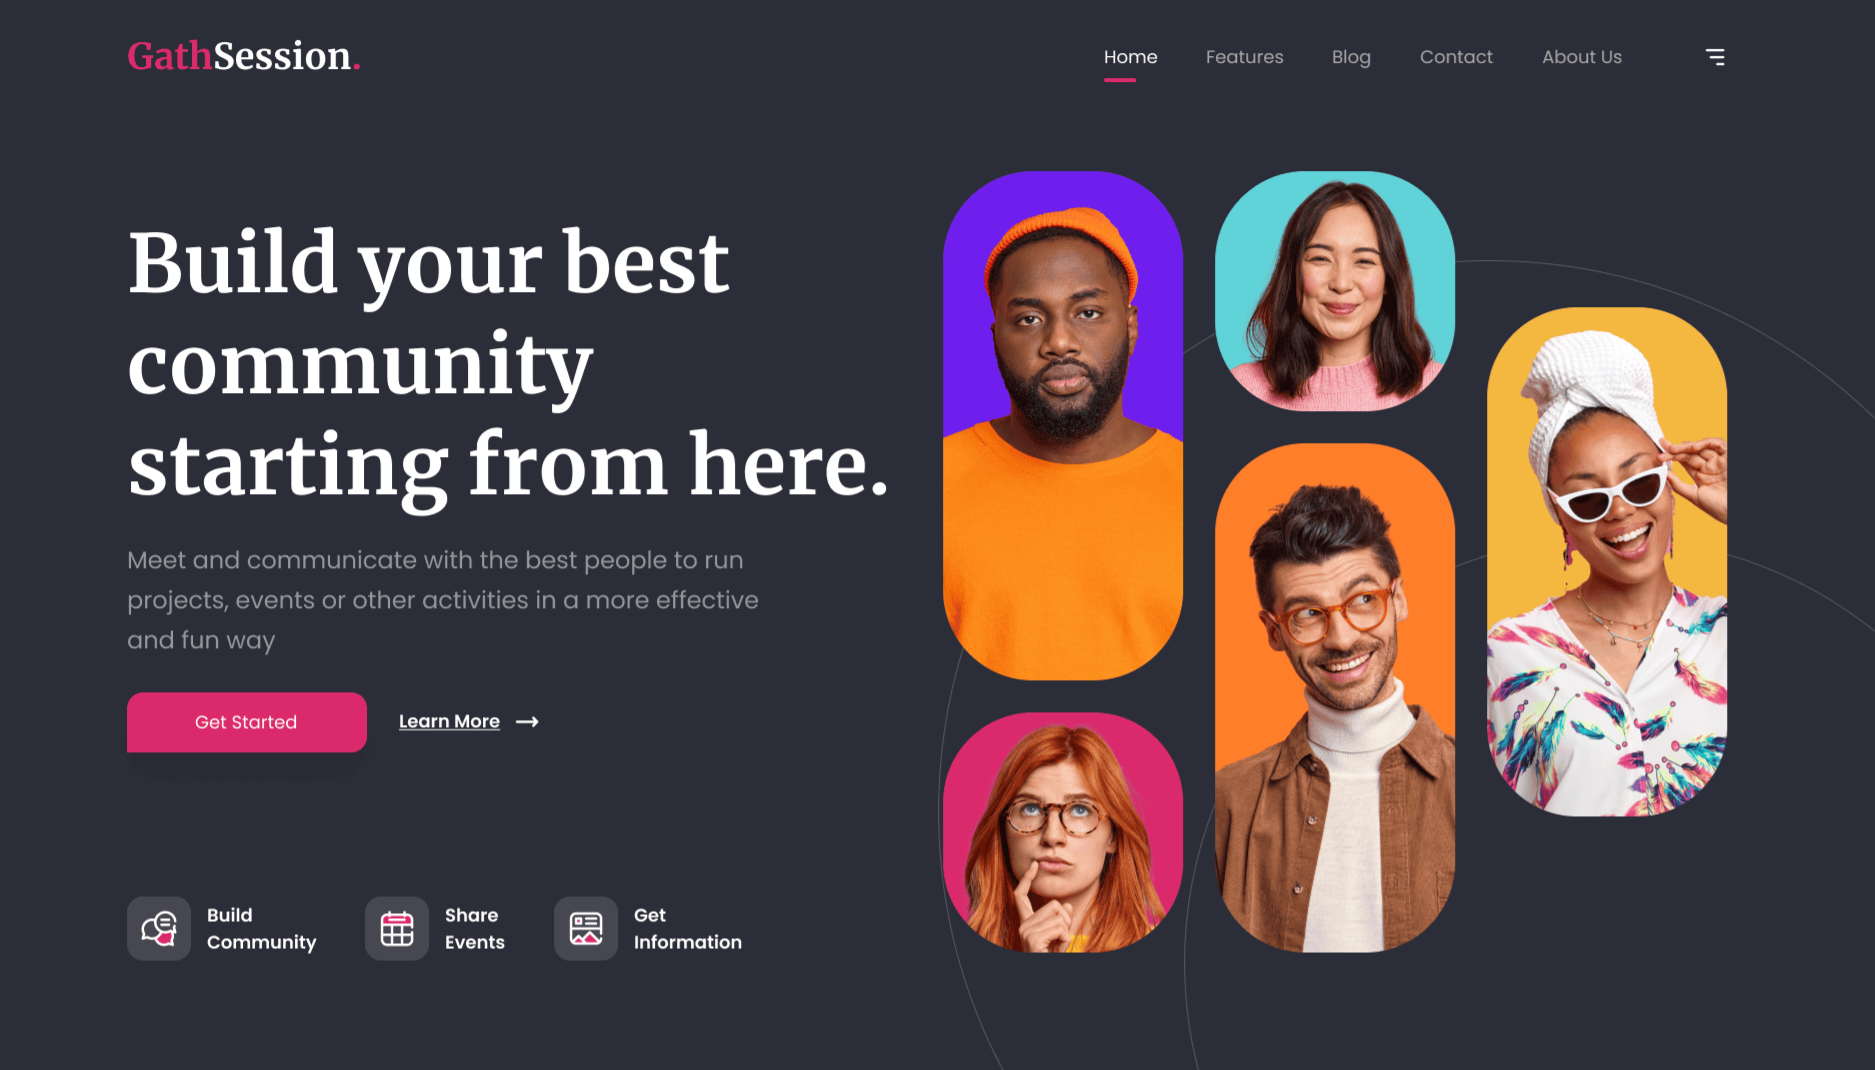 GathSession.
Home
Features
Blog
Contact
About Us
Build your best
community
starting from here.
Meet and communicate with the best people to run
projects, events or other activities in a more effective
and fun way
Get Started
Learn More
Build
Community
Share
Events
Get
Information